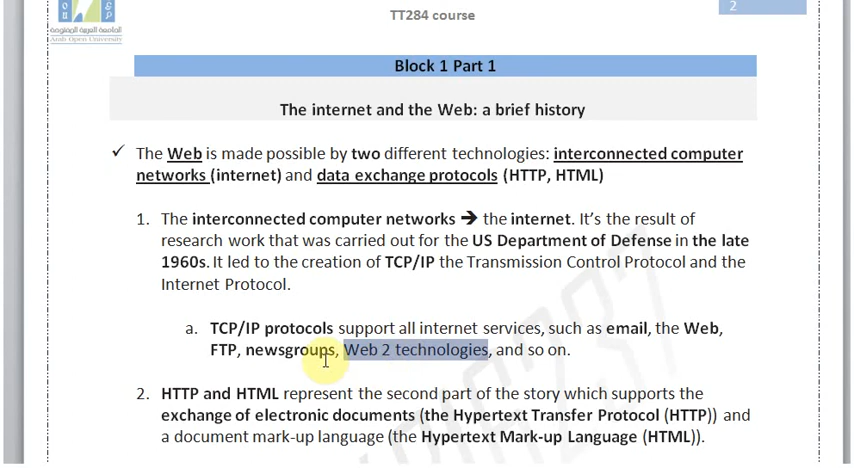 TT284 course
2
الجامعة العربية المفتوحة
Arab Open University
Block 1 Part 1
The internet and the Web: a brief history
✓ The Web is made possible by two different technologies: interconnected computer
networks (internet) and data exchange protocols (HTTP, HTML)
1. The interconnected computer networks ➔ the internet. It’s the result of
research work that was carried out for the US Department of Defense in the late
1960s. It led to the creation of TCP/IP the Transmission Control Protocol and the
Internet Protocol.
a. TCP/IP protocols support all internet services, such as email, the Web,
FTP, newsgroups, Web 2 technologies, and so on.
2. HTTP and HTML represent the second part of the story which supports the
exchange of electronic documents (the Hypertext Transfer Protocol (HTTP)) and
a document mark-up language (the Hypertext Mark-up Language (HTML)).